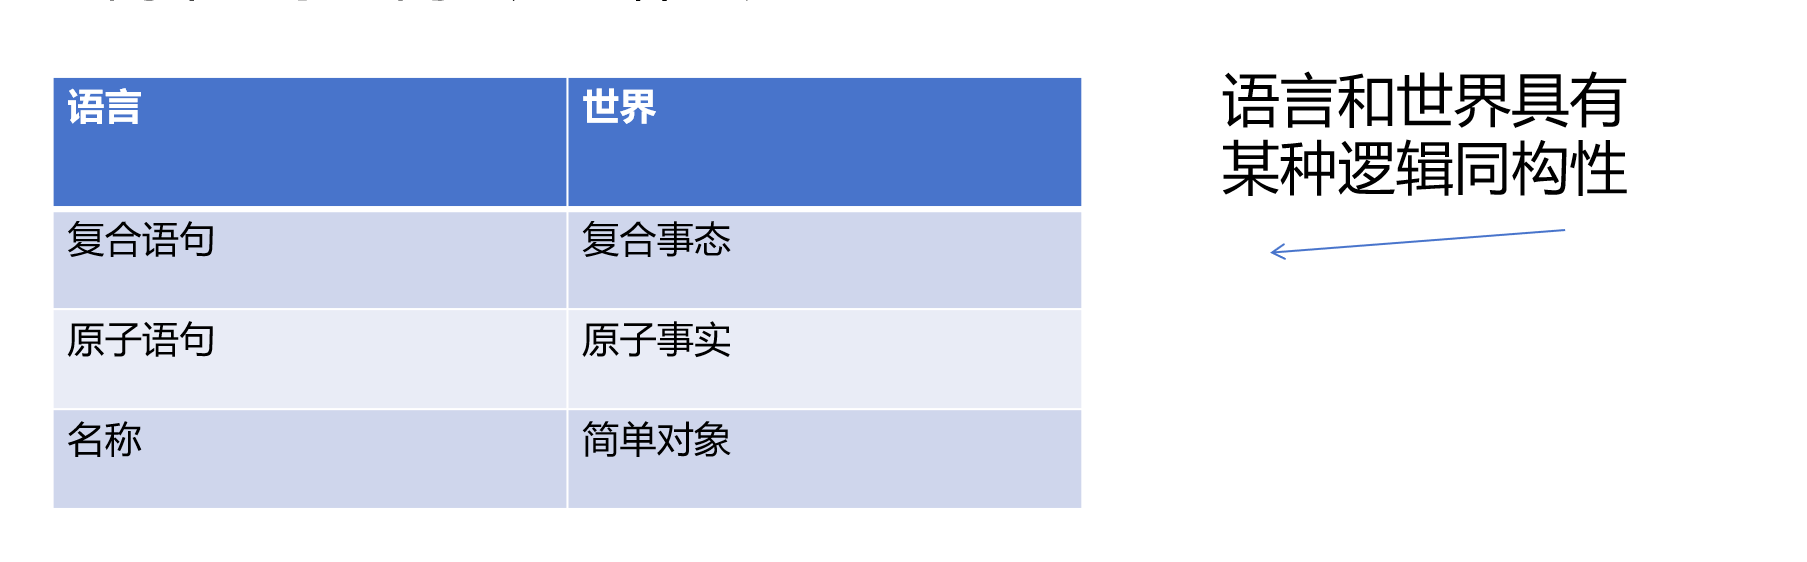 语言 世界
复合语句 复合事态
原子语句 原子事实
名称 简单对象
语言和世界具有
某种逻辑同构性